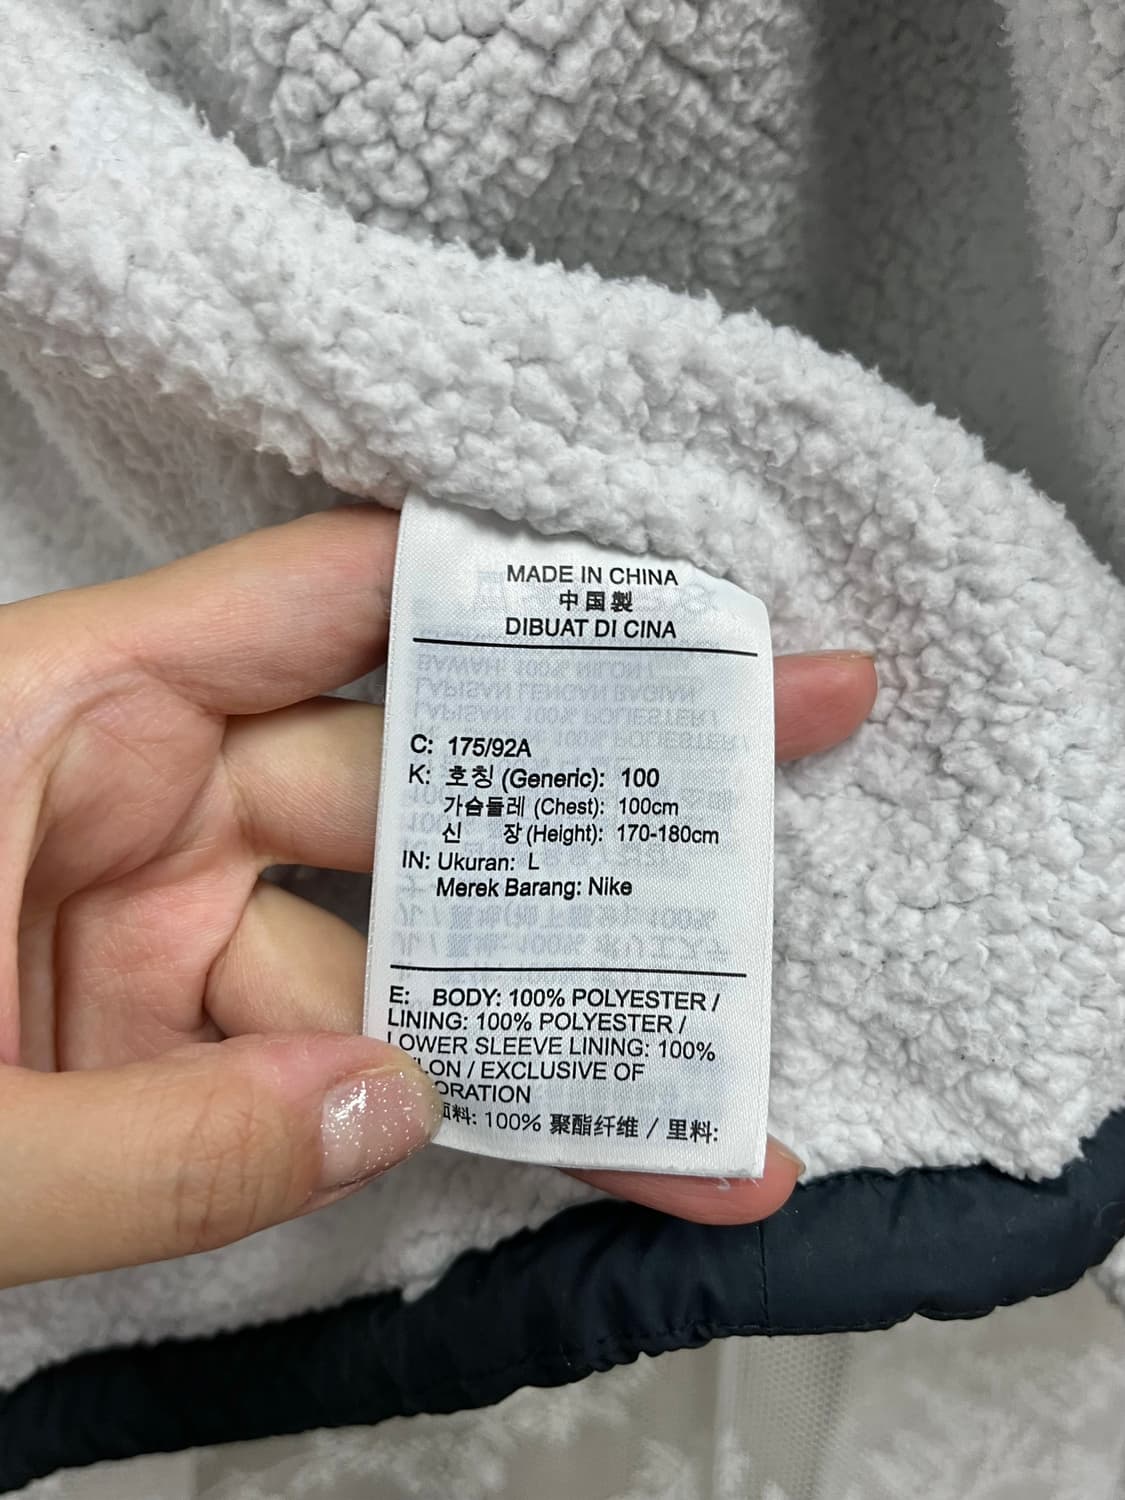 MADE IN CHINA
中国製
DIBUAT DI CINA
C: 175/92A
K: 호칭 (Generic): 100
가슴둘레 (Chest): 100cm
신 장 (Height): 170-180cm
IN: Ukuran: L
Merek Barang: Nike
E: BODY: 100% POLYESTER /
LINING: 100% POLYESTER /
LOWER SLEEVE LINING: 100%
/ EXCLUSIVE OF
面料: 100% 聚酯纤维 / 里料: